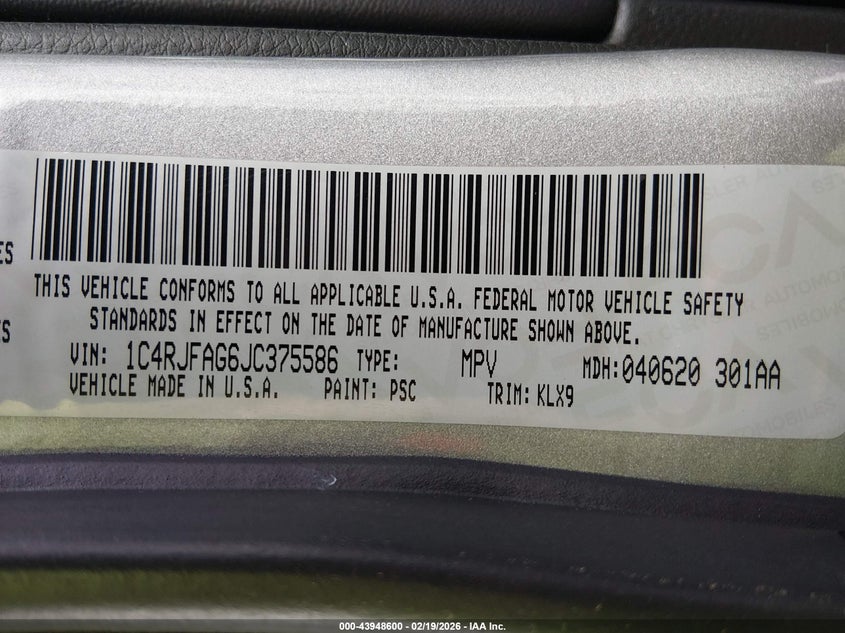 THIS VEHICLE CONFORMS TO ALL APPLICABLE U.S.A. FEDERAL MOTOR VEHICLE SAFETY
STANDARDS IN EFFECT ON THE DATE OF MANUFACTURE SHOWN ABOVE.
VIN: 1C4RJFAG6JC375586 TYPE: MPV MDH:040620 301AA
VEHICLE MADE IN U.S.A. PAINT: PSC TRIM: KLX9
000-43948600 - 02/19/2026 - IAA Inc.